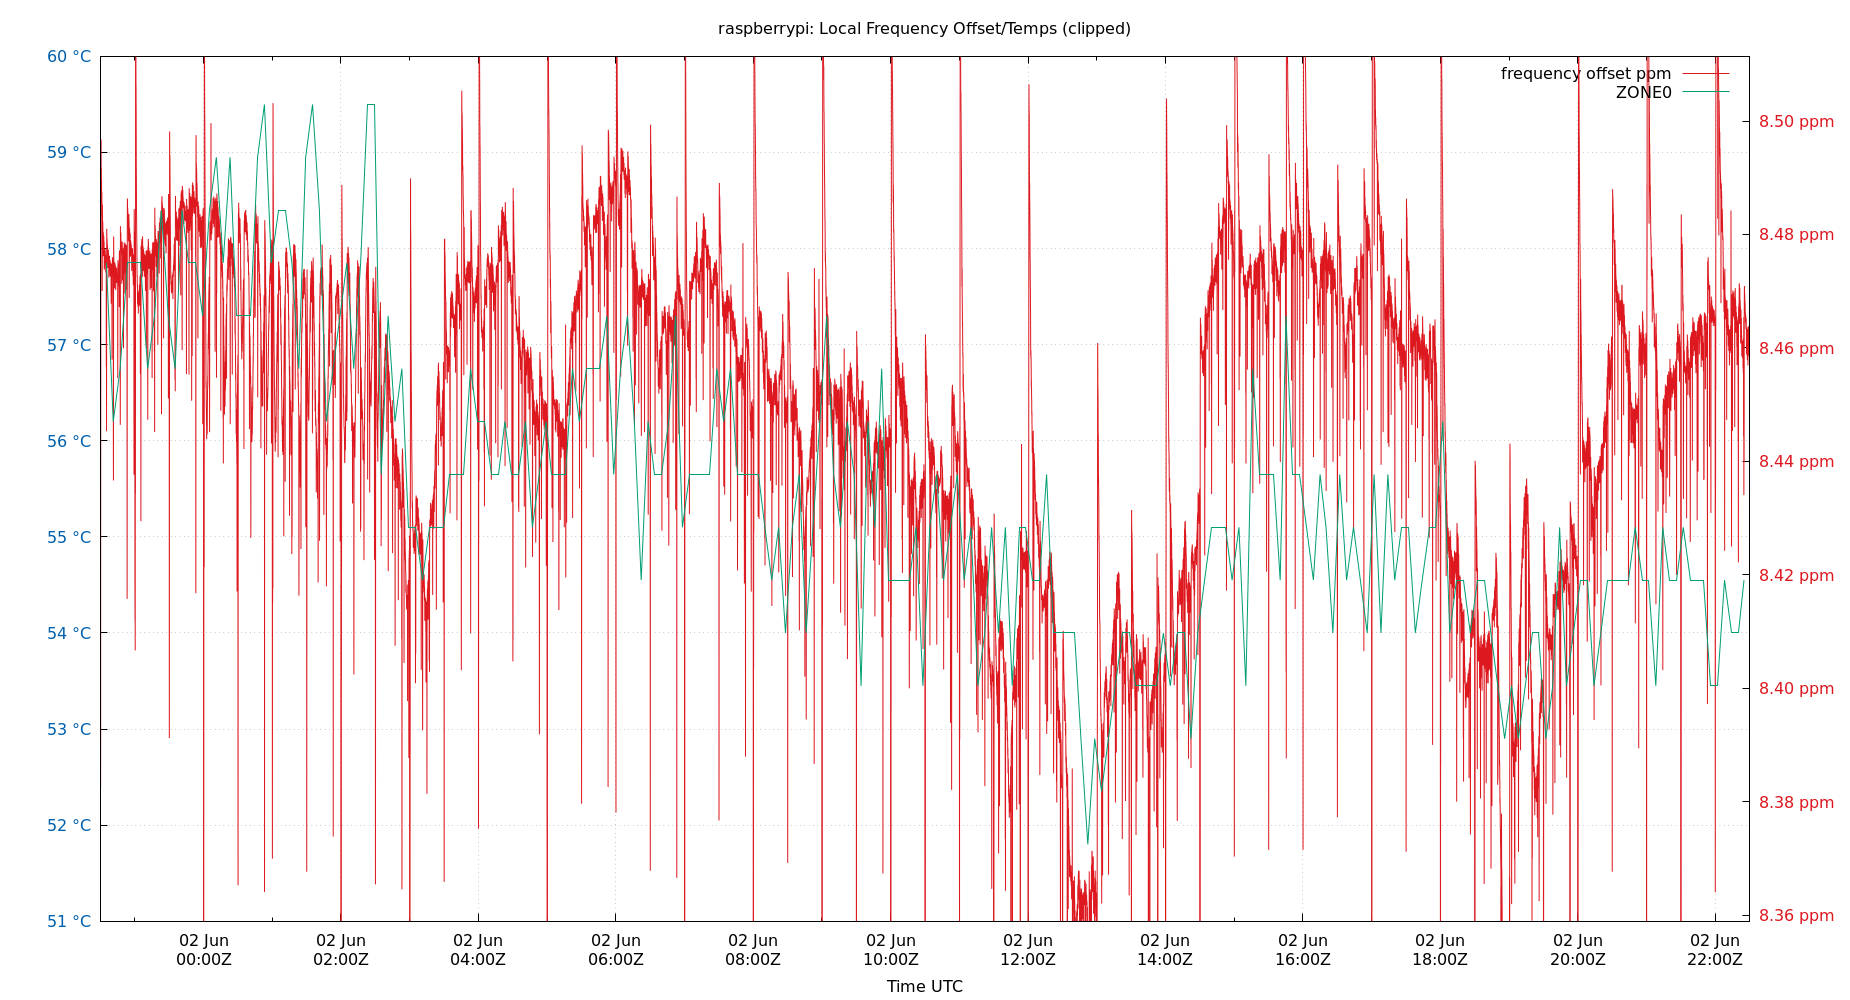 raspberrypi: Local Frequency Offset/Temps (clipped)
frequency offset ppm
ZONE0
60 °C
59 °C
58 °C
57 °C
56 °C
55 °C
54 °C
53 °C
52 °C
51 °C
8.50 ppm
8.48 ppm
8.46 ppm
8.44 ppm
8.42 ppm
8.40 ppm
8.38 ppm
8.36 ppm
02 Jun 02 Jun 02 Jun 02 Jun 02 Jun 02 Jun 02 Jun 02 Jun 02 Jun 02 Jun 02 Jun 02 Jun
00:00Z 02:00Z 04:00Z 06:00Z 08:00Z 10:00Z 12:00Z 14:00Z 16:00Z 18:00Z 20:00Z 22:00Z
Time UTC